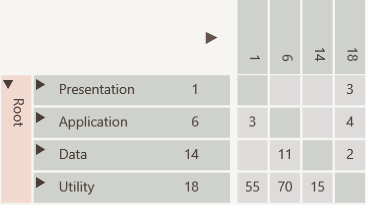 1 6 14 18
Root
Presentation 1 3
Application 6 3 4
Data 14 11 2
Utility 18 55 70 15